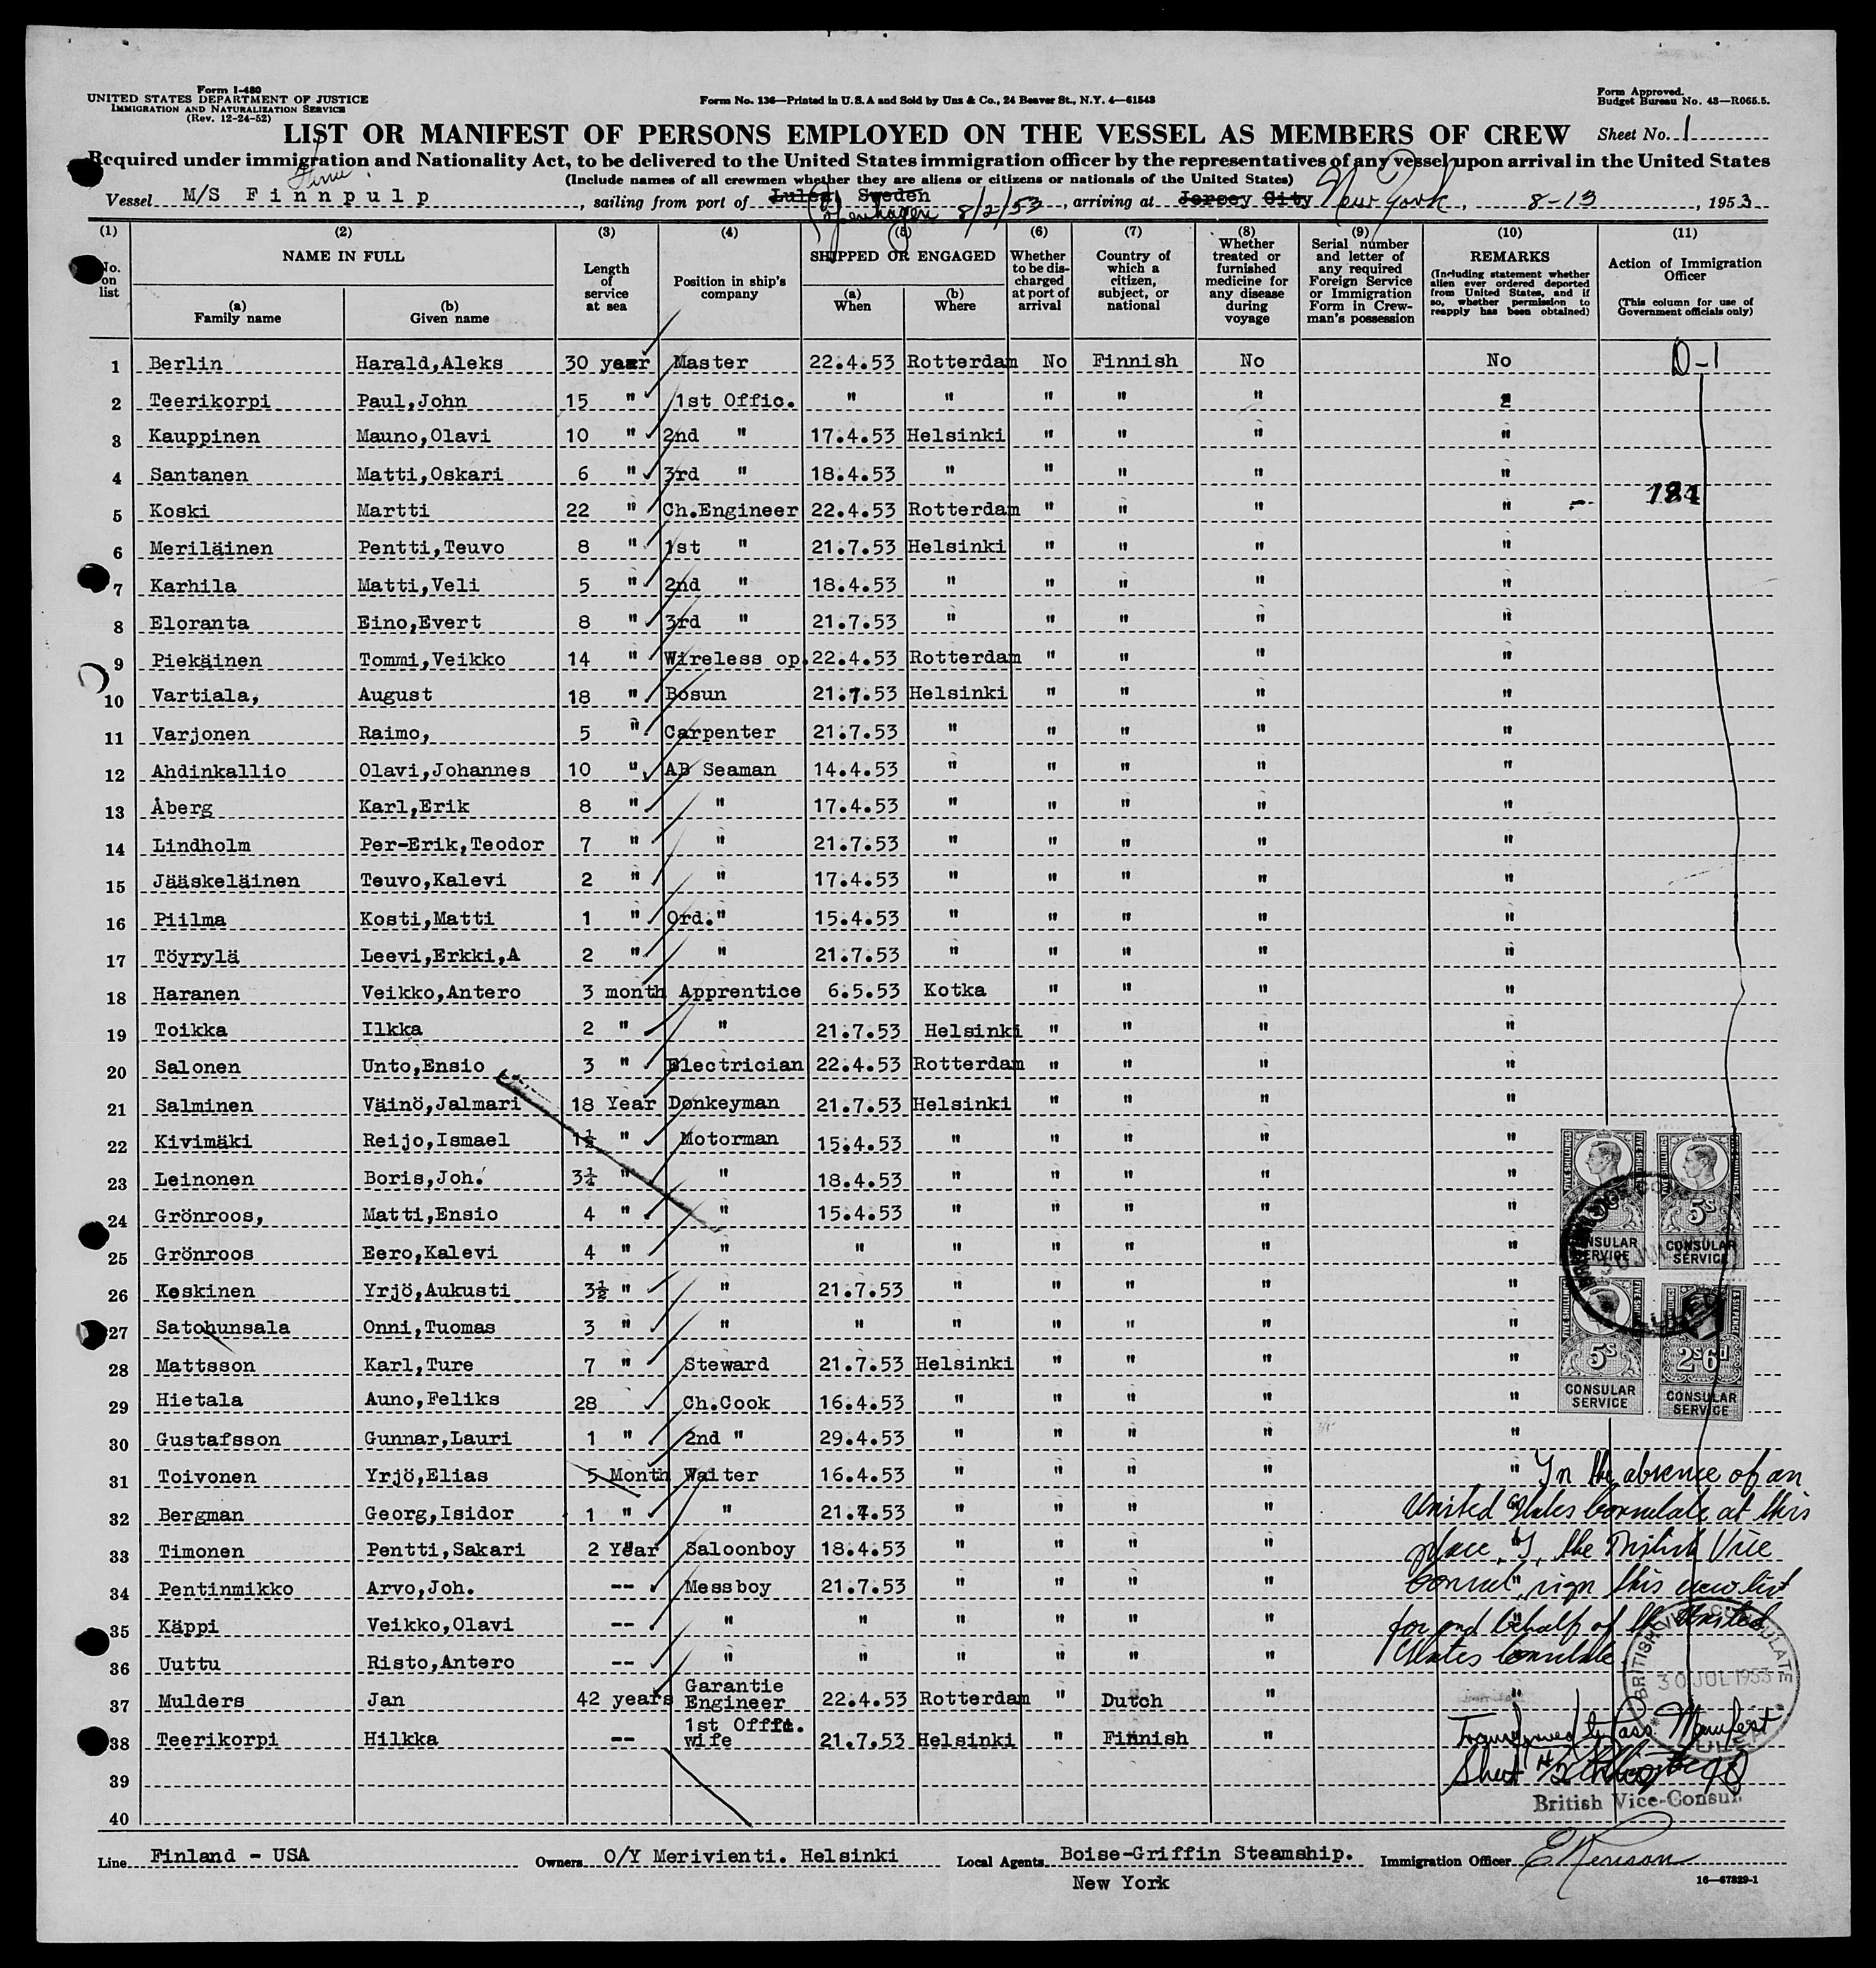 Form I-480
UNITED STATES DEPARTMENT OF JUSTICE
IMMIGRATION AND NATURALIZATION SERVICE
(Rev. 12-24-52)
Form No. 136—Printed in U.S.A and Sold by Unz & Co., 24 Beaver St., N.Y. 4—61543
Form Approved.
Budget Bureau No. 43—R065.5.
LIST OR MANIFEST OF PERSONS EMPLOYED ON THE VESSEL AS MEMBERS OF CREW
Sheet No. 1
Required under immigration and Nationality Act, to be delivered to the United States immigration officer by the representatives of any vessel upon arrival in the United States
(Include names of all crewmen whether they are aliens or citizens or nationals of the United States)
Vessel M/S Finnpulp, sailing from port of Lulea Sweden Copenhagen 8/2/53, arriving at Jersey City New York, 8-13, 1953
(1) No. on list
(2) NAME IN FULL
(a) Family name
(b) Given name
(3) Length of service at sea
(4) Position in ship's company
(5) SHIPPED OR ENGAGED
(a) When
(b) Where
(6) Whether to be discharged at port of arrival
(7) Country of which a citizen, subject, or national
(8) Whether treated or furnished medicine for any disease during voyage
(9) Serial number and letter of any required Foreign Service or Immigration Form in Crewman's possession
(10) REMARKS (Including statement whether alien ever ordered deported from United States, and if so, whether permission to reapply has been obtained)
(11) Action of Immigration Officer (This column for use of Government officials only)
1 Berlin Harald,Aleks 30 year Master 22.4.53 Rotterdam No Finnish No No D-1
2 Teerikorpi Paul,John 15 " 1st Offic. " " " " " "
3 Kauppinen Mauno,Olavi 10 " 2nd " 17.4.53 Helsinki " " " "
4 Santanen Matti,Oskari 6 " 3rd " 18.4.53 " " " " "
5 Koski Martti 22 " Ch.Engineer 22.4.53 Rotterdam " " " "
6 Meriläinen Pentti,Teuvo 8 " 1st " 21.7.53 Helsinki " " " "
7 Karhila Matti,Veli 5 " 2nd " 18.4.53 " " " " "
8 Eloranta Eino,Evert 8 " 3rd " 21.7.53 " " " " "
9 Piekäinen Tommi,Veikko 14 " Wireless op. 22.4.53 Rotterdam " " " "
10 Vartiala, August 18 " Bosun 21.7.53 Helsinki " " " "
11 Varjonen Raimo, 5 " Carpenter 21.7.53 " " " " "
12 Ahdinkallio Olavi,Johannes 10 " AB Seaman 14.4.53 " " " " "
13 Åberg Karl,Erik 8 " " 17.4.53 " " " " "
14 Lindholm Per-Erik,Teodor 7 " " 21.7.53 " " " " "
15 Jääskeläinen Teuvo,Kalevi 2 " " 17.4.53 " " " " "
16 Piilma Kosti,Matti 1 " Ord." 15.4.53 " " " " "
17 Töyrylä Leevi,Erkki,A 2 " " 21.7.53 " " " " "
18 Haranen Veikko,Antero 3 month Apprentice 6.5.53 Kotka " " " "
19 Toikka Ilkka 2 " " 21.7.53 Helsinki " " " "
20 Salonen Unto,Ensio 3 " Electrician 22.4.53 Rotterdam " " " "
21 Salminen Väinö,Jalmari 18 Year Donkeyman 21.7.53 Helsinki " " " "
22 Kivimäki Reijo,Ismael 1½ " Motorman 15.4.53 " " " " "
23 Leinonen Boris,Joh. 3¼ " " 18.4.53 " " " " "
24 Grönroos, Matti,Ensio 4 " " 15.4.53 " " " " "
25 Grönroos Eero,Kalevi 4 " " " " " " " "
26 Keskinen Yrjö,Aukusti 3½ " " 21.7.53 " " " " "
27 Satohunsala Onni,Tuomas 3 " " " " " " " "
28 Mattsson Karl,Ture 7 " Steward 21.7.53 Helsinki " " " "
29 Hietala Auno,Feliks 28 Ch.Cook 16.4.53 " " " " "
30 Gustafsson Gunnar,Lauri 1 " 2nd " 29.4.53 " " " " "
31 Toivonen Yrjö,Elias 5 Month Waiter 16.4.53 " " " " "
32 Bergman Georg,Isidor 1 " " 21.7.53 " " " " "
33 Timonen Pentti,Sakari 2 Year Saloonboy 18.4.53 " " " " "
34 Pentinmikko Arvo,Joh. -- Messboy 21.7.53 " " " " "
35 Käppi Veikko,Olavi -- " " " " " " "
36 Uuttu Risto,Antero -- " " " " " " "
37 Mulders Jan 42 years Garantie Engineer 22.4.53 Rotterdam " Dutch " "
38 Teerikorpi Hilkka -- 1st Offic. wife 21.7.53 Helsinki " Finnish "
39
40
5s CONSULAR SERVICE
5s CONSULAR SERVICE
2s6d CONSULAR SERVICE
In the absence of an
United States Consulate at this
place, I, the British Vice
Consul, sign this crew list
for and behalf of the United
States Consulate
BRITISH VICE CONSULATE
30 JUL 1953
LULEA
Transferred to Pass. Manifest
Sheet
British Vice-Consul
Line Finland - USA
Owners O/Y Merivienti. Helsinki
Local Agents Boise-Griffin Steamship.
New York
Immigration Officer
16—67829-1